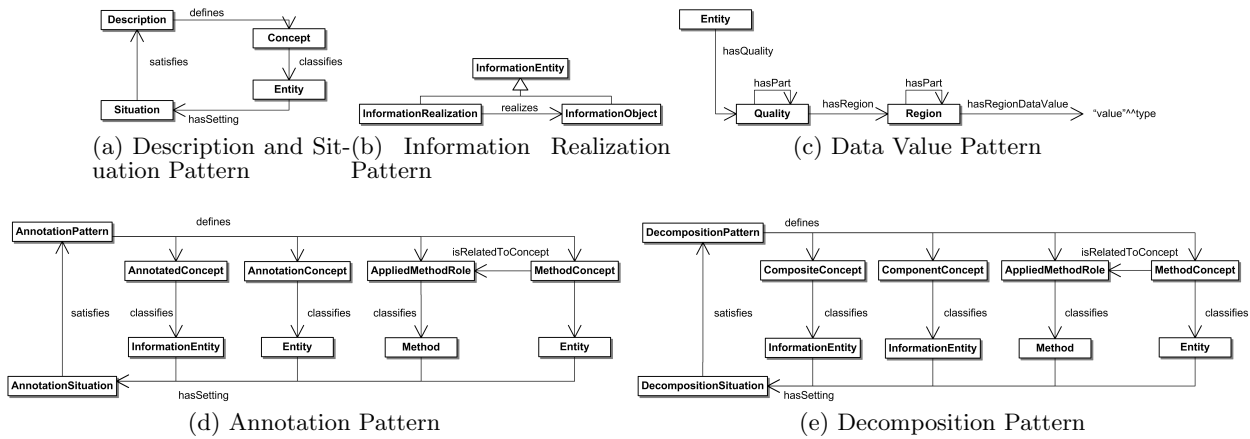 Description
defines
Concept
satisfies
classifies
Entity
Situation
hasSetting
(a) Description and Sit-
uation Pattern
InformationEntity
InformationRealization
realizes
InformationObject
(b) Information Realization
Pattern
Entity
hasQuality
hasPart
hasPart
Quality
hasRegion
Region
hasRegionDataValue
"value"^^type
(c) Data Value Pattern
AnnotationPattern
defines
isRelatedToConcept
AnnotatedConcept
AnnotationConcept
AppliedMethodRole
MethodConcept
satisfies
classifies
classifies
classifies
classifies
InformationEntity
Entity
Method
Entity
AnnotationSituation
hasSetting
(d) Annotation Pattern
DecompositionPattern
defines
isRelatedToConcept
CompositeConcept
ComponentConcept
AppliedMethodRole
MethodConcept
satisfies
classifies
classifies
classifies
classifies
InformationEntity
InformationEntity
Method
Entity
DecompositionSituation
hasSetting
(e) Decomposition Pattern